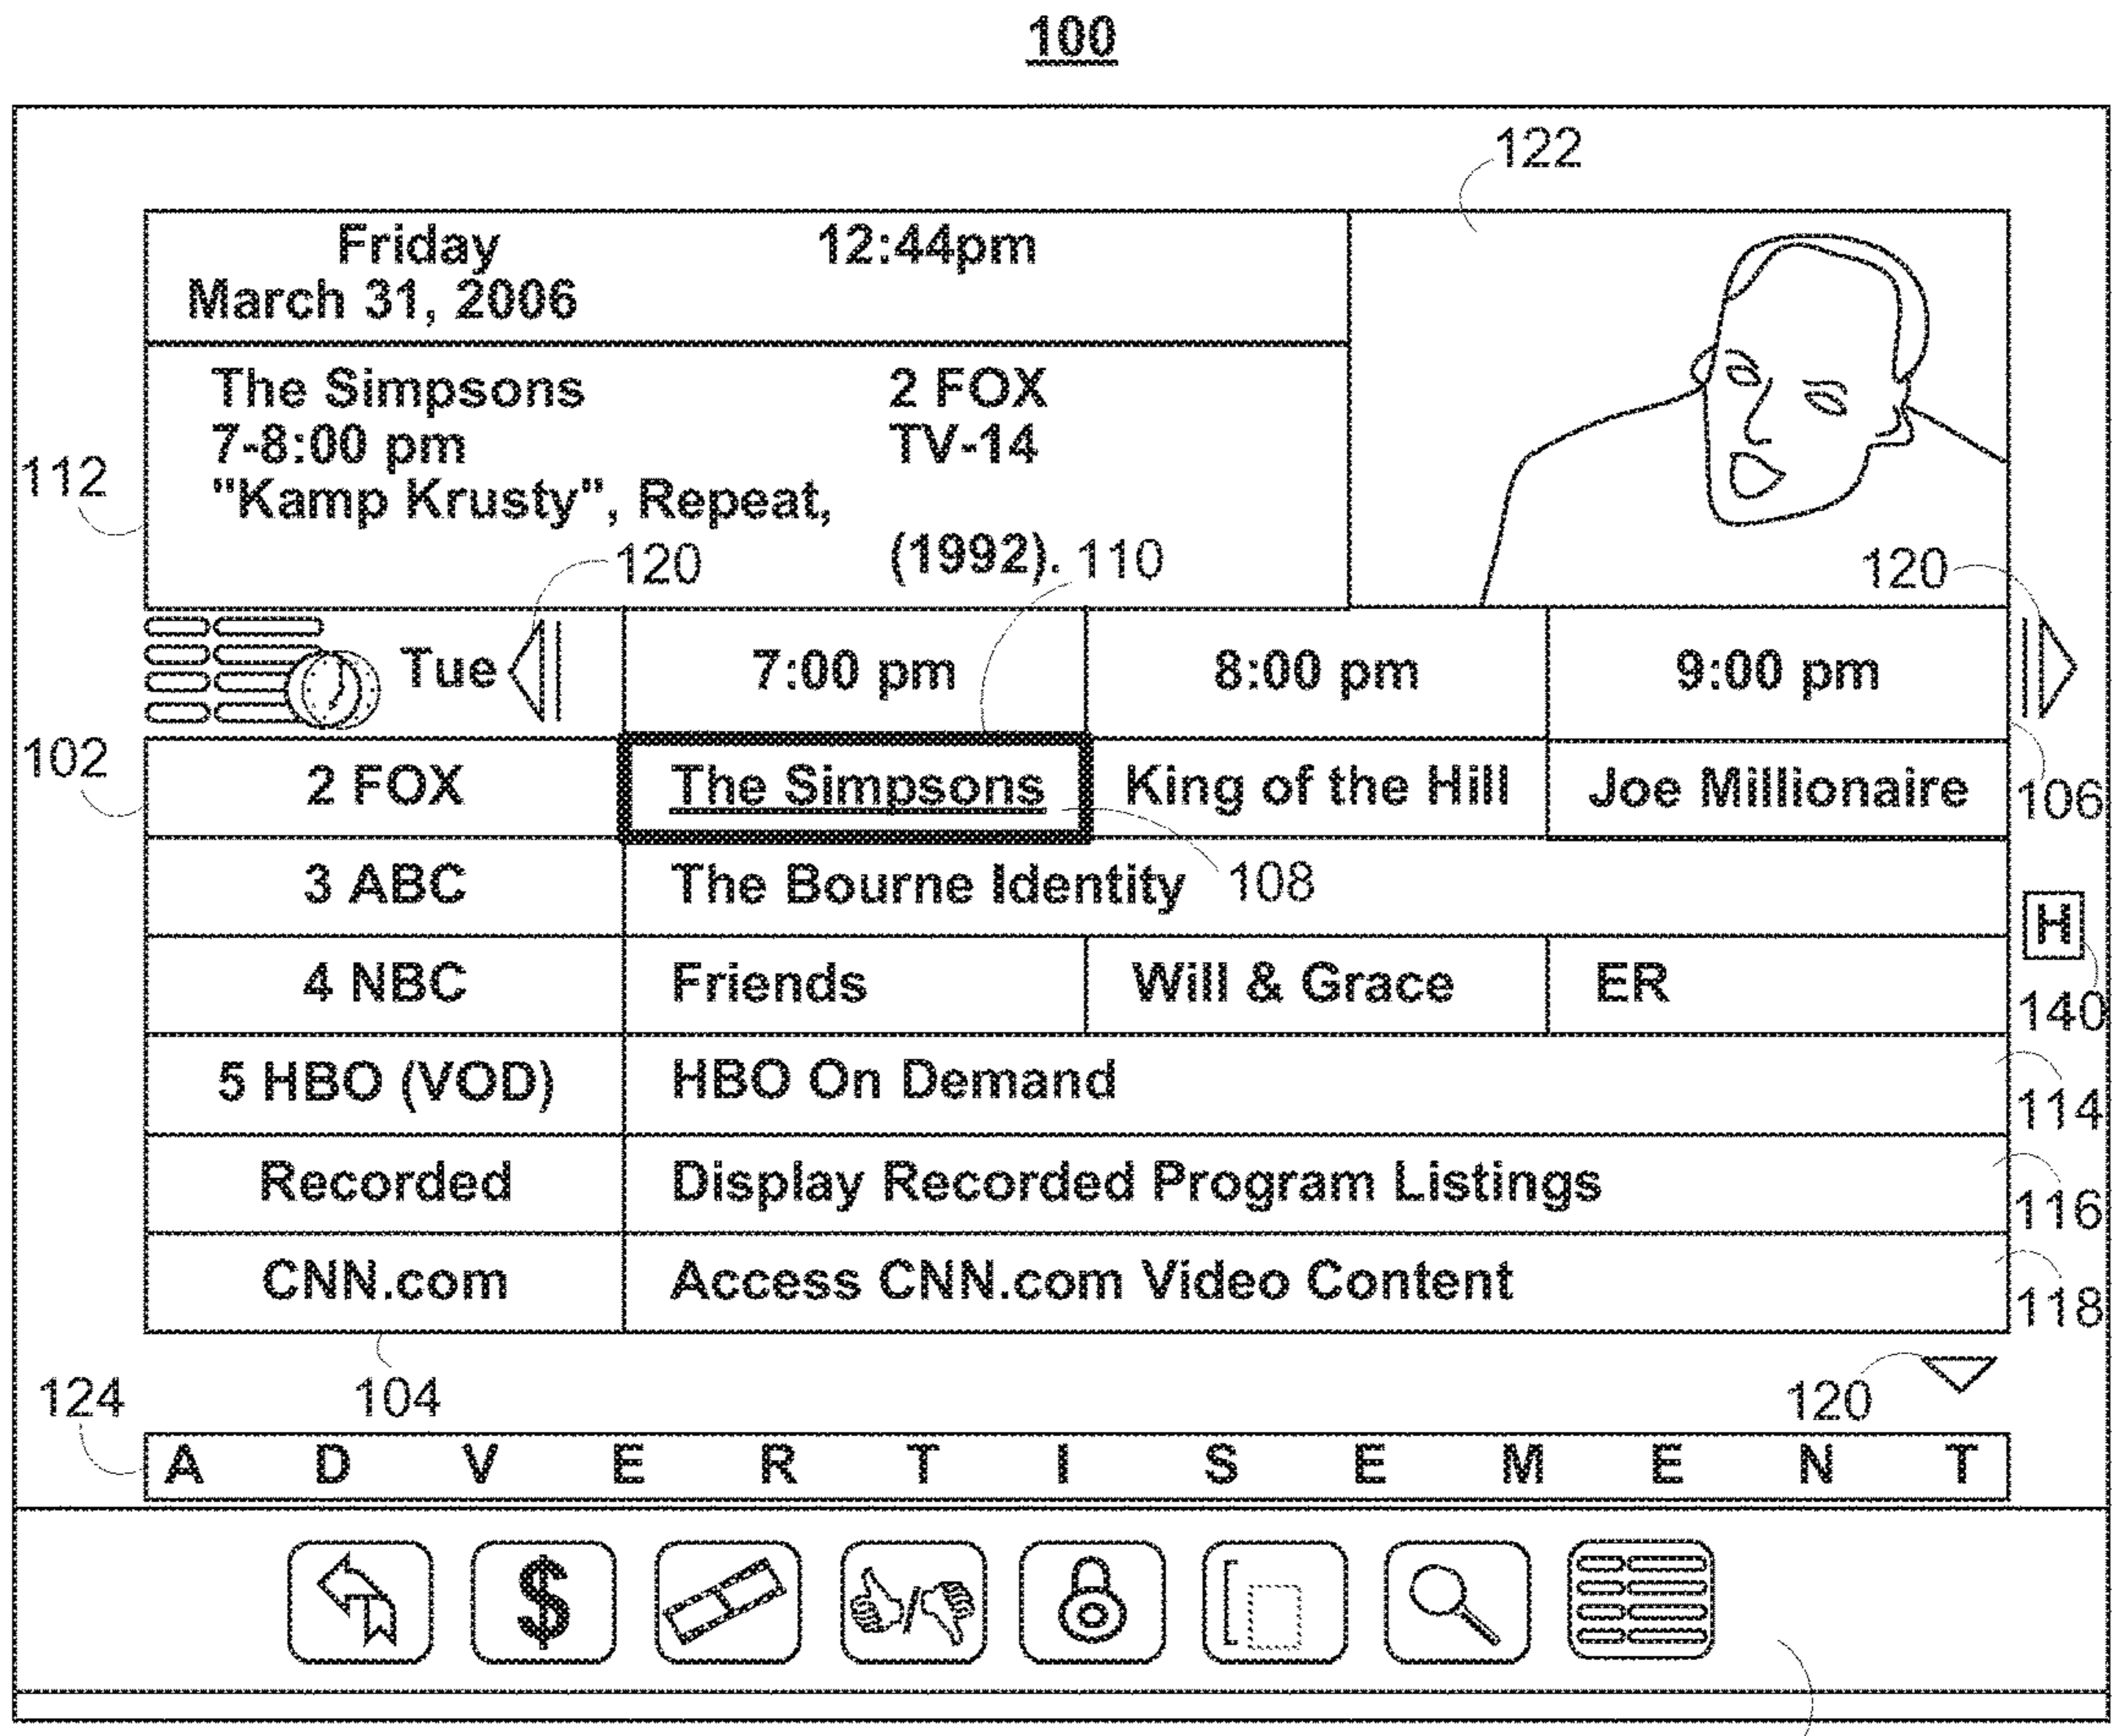 100
122
Friday 12:44pm
March 31, 2006
The Simpsons 2 FOX
7-8:00 pm TV-14
112
"Kamp Krusty", Repeat,
(1992).
120
110
120
Tue 7:00 pm 8:00 pm 9:00 pm
102
2 FOX The Simpsons King of the Hill Joe Millionaire
106
3 ABC The Bourne Identity
108
H
4 NBC Friends Will & Grace ER
140
5 HBO (VOD) HBO On Demand
114
Recorded Display Recorded Program Listings
116
CNN.com Access CNN.com Video Content
118
124
104
120
A D V E R T I S E M E N T
$